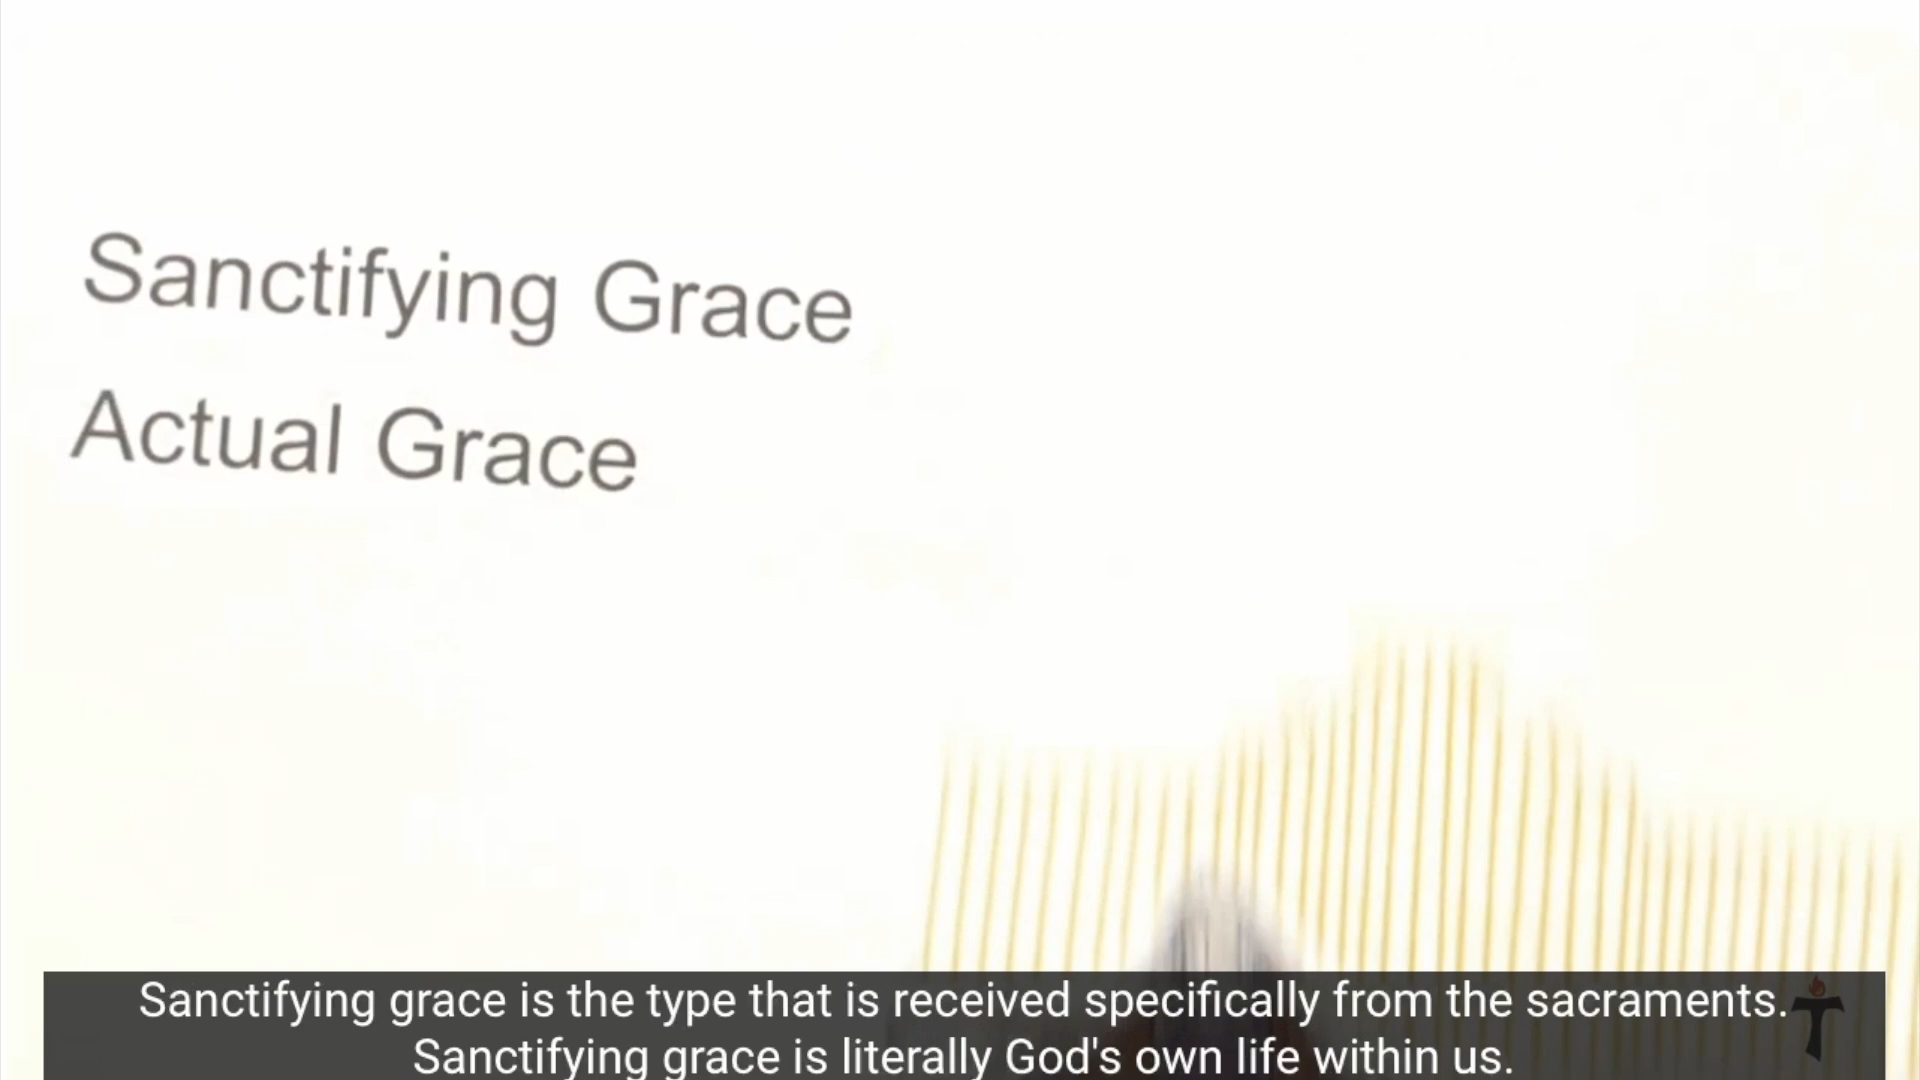 Sanctifying Grace
Actual Grace
Sanctifying grace is the type that is received specifically from the sacraments.
Sanctifying grace is literally God's own life within us.